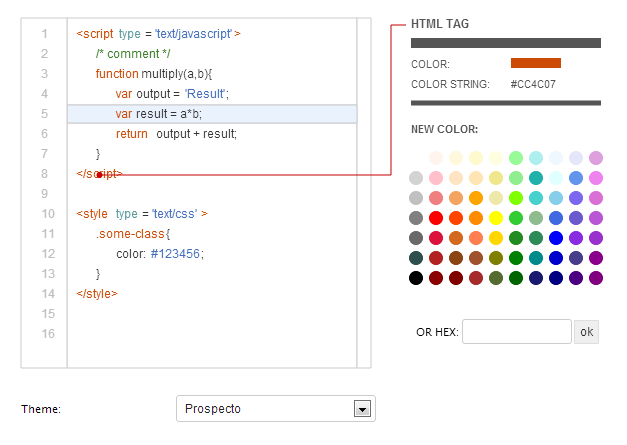 1 <script type = 'text/javascript'>
2 /* comment */
3 function multiply(a,b){
4 var output = 'Result';
5 var result = a*b;
6 return output + result;
7 }
8 </script>
9
10 <style type = 'text/css' >
11 .some-class{
12 color: #123456;
13 }
14 </style>
15
16
HTML TAG
COLOR:
COLOR STRING: #CC4C07
NEW COLOR:
OR HEX: ok
Theme: Prospecto